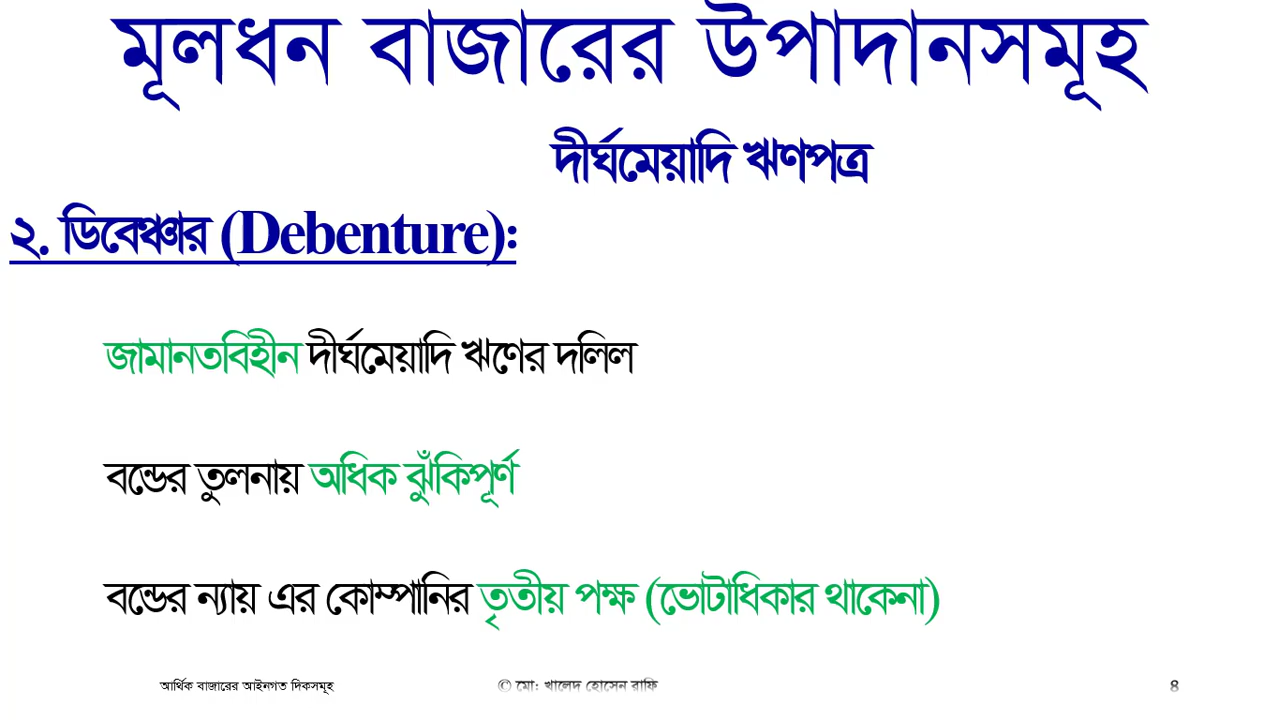 মূলধন বাজারের উপাদানসমূহ
দীর্ঘমেয়াদি ঋণপত্র
২. ডিবেঞ্চার (Debenture):
জামানতবিহীন দীর্ঘমেয়াদি ঋণের দলিল
বন্ডের তুলনায় অধিক ঝুঁকিপূর্ণ
বন্ডের ন্যায় এর কোম্পানির তৃতীয় পক্ষ (ভোটাধিকার থাকেনা)
আর্থিক বাজারের আইনগত দিকসমূহ © মো: খালেদ হোসেন রাফি ৪